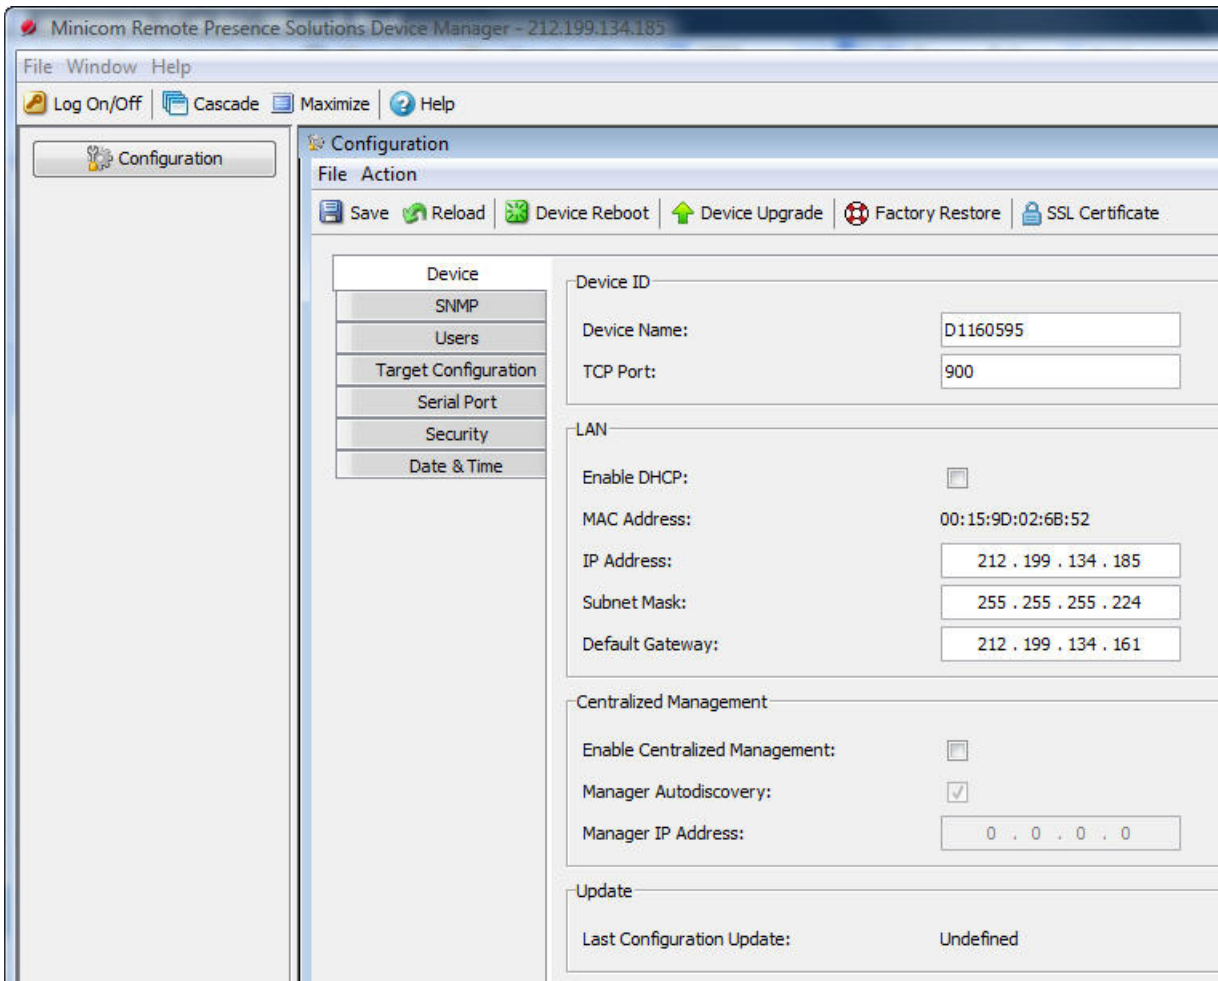 Minicom Remote Presence Solutions Device Manager - 212.199.134.185
File Window Help
Log On/Off Cascade Maximize Help
Configuration
Configuration
File Action
Save Reload Device Reboot Device Upgrade Factory Restore SSL Certificate
Device
SNMP
Users
Target Configuration
Serial Port
Security
Date & Time
Device ID
Device Name: D1160595
TCP Port: 900
LAN
Enable DHCP:
MAC Address: 00:15:9D:02:6B:52
IP Address: 212 . 199 . 134 . 185
Subnet Mask: 255 . 255 . 255 . 224
Default Gateway: 212 . 199 . 134 . 161
Centralized Management
Enable Centralized Management:
Manager Autodiscovery:
Manager IP Address: 0 . 0 . 0 . 0
Update
Last Configuration Update: Undefined